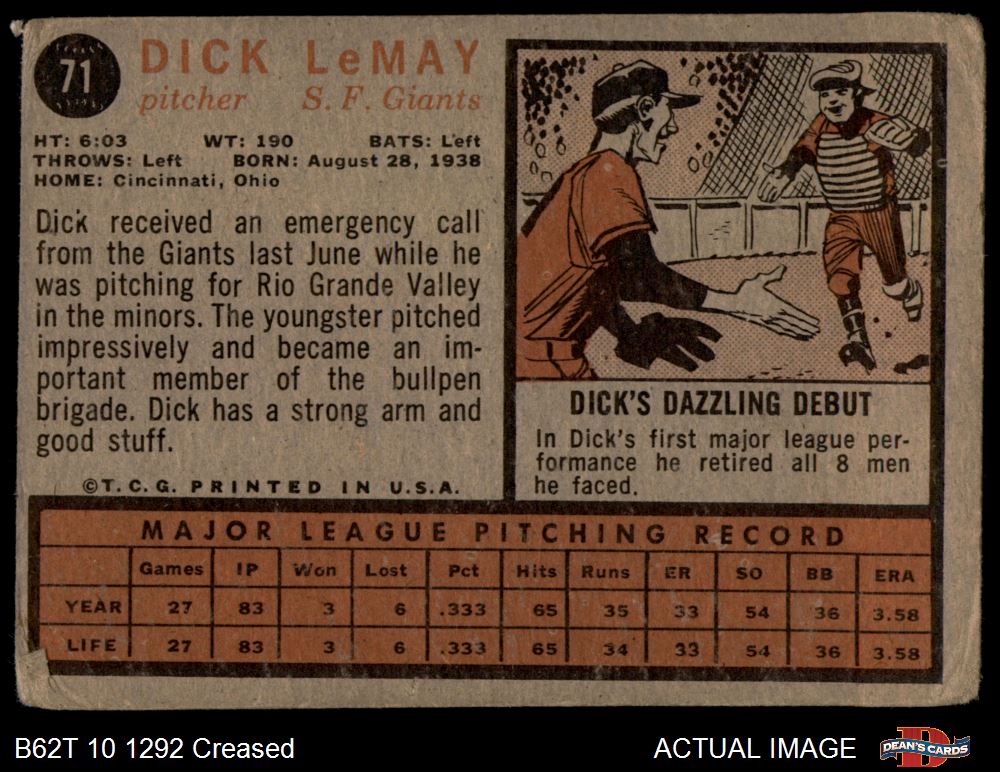 71
DICK LeMAY
pitcher S. F. Giants
HT: 6:03 WT: 190 BATS: Left
THROWS: Left BORN: August 28, 1938
HOME: Cincinnati, Ohio
Dick received an emergency call
from the Giants last June while he
was pitching for Rio Grande Valley
in the minors. The youngster pitched
impressively and became an im-
portant member of the bullpen
brigade. Dick has a strong arm and
good stuff.
©T.C.G. PRINTED IN U.S.A.
DICK'S DAZZLING DEBUT
In Dick's first major league per-
formance he retired all 8 men
he faced.
MAJOR LEAGUE PITCHING RECORD
Games IP Won Lost Pct Hits Runs ER SO BB ERA
YEAR 27 83 3 6 .333 65 35 33 54 36 3.58
LIFE 27 83 3 6 .333 65 34 33 54 36 3.58
B62T 10 1292 Creased
ACTUAL IMAGE
DEAN'S CARDS